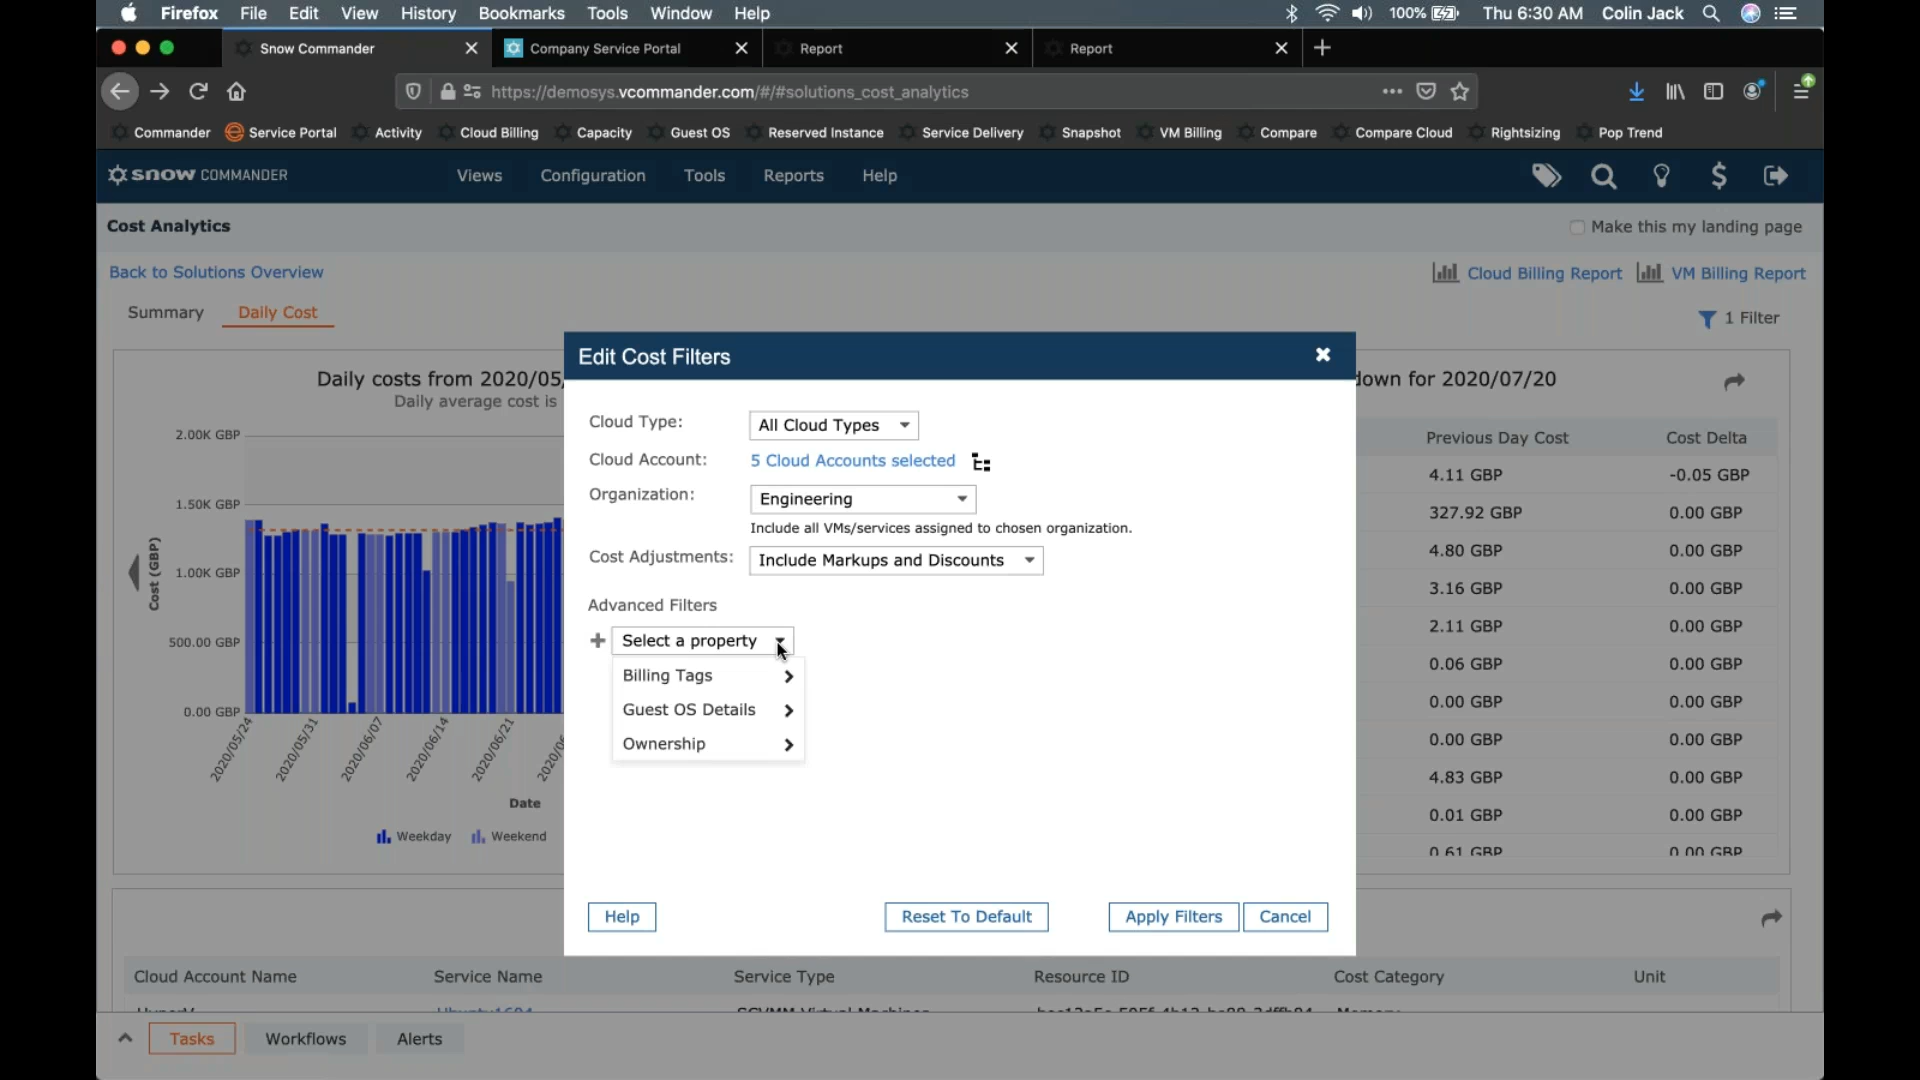 Firefox File Edit View History Bookmarks Tools Window Help 100% Thu 6:30 AM Colin Jack
Snow Commander Company Service Portal Report Report
https://demosys.vcommander.com/#/#solutions_cost_analytics
Commander Service Portal Activity Cloud Billing Capacity Guest OS Reserved Instance Service Delivery Snapshot VM Billing Compare Compare Cloud Rightsizing Pop Trend
snow COMMANDER Views Configuration Tools Reports Help
Cost Analytics Make this my landing page
Back to Solutions Overview Cloud Billing Report VM Billing Report
Summary Daily Cost 1 Filter
Edit Cost Filters
Daily costs from 2020/05 down for 2020/07/20
Daily average cost is
Cloud Type: All Cloud Types
2.00K GBP
Previous Day Cost Cost Delta
Cloud Account: 5 Cloud Accounts selected
4.11 GBP -0.05 GBP
Organization: Engineering
1.50K GBP
327.92 GBP 0.00 GBP
Include all VMs/services assigned to chosen organization.
4.80 GBP 0.00 GBP
Cost Adjustments: Include Markups and Discounts
1.00K GBP
Cost (GBP)
3.16 GBP 0.00 GBP
Advanced Filters
2.11 GBP 0.00 GBP
500.00 GBP
Select a property
0.06 GBP 0.00 GBP
Billing Tags
0.00 GBP 0.00 GBP
Guest OS Details
0.00 GBP
0.00 GBP 0.00 GBP
Ownership
2020/05/24 2020/05/31 2020/06/07 2020/06/14 2020/06/21 2020/0
4.83 GBP 0.00 GBP
Date
0.01 GBP 0.00 GBP
Weekday Weekend
0.61 GBP 0.00 GBP
Help Reset To Default Apply Filters Cancel
Cloud Account Name Service Name Service Type Resource ID Cost Category Unit
Tasks Workflows Alerts